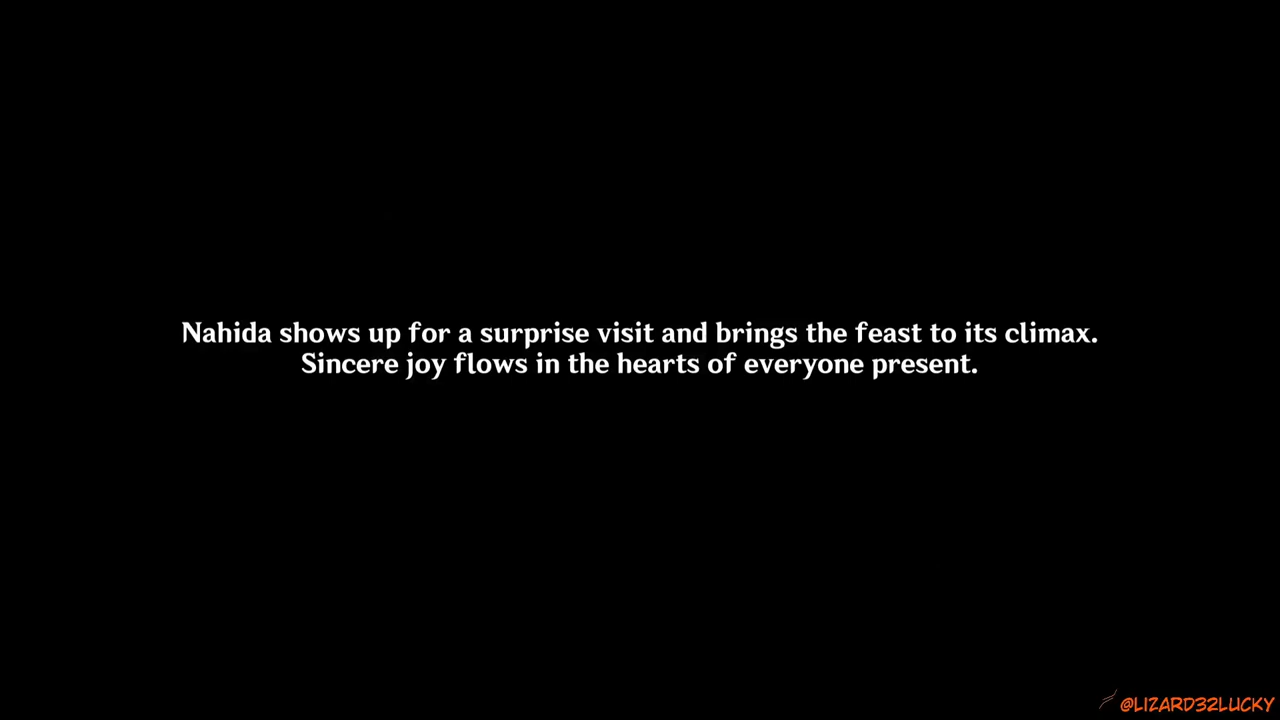 Nahida shows up for a surprise visit and brings the feast to its climax.
Sincere joy flows in the hearts of everyone present.
@LIZARD32LUCKY